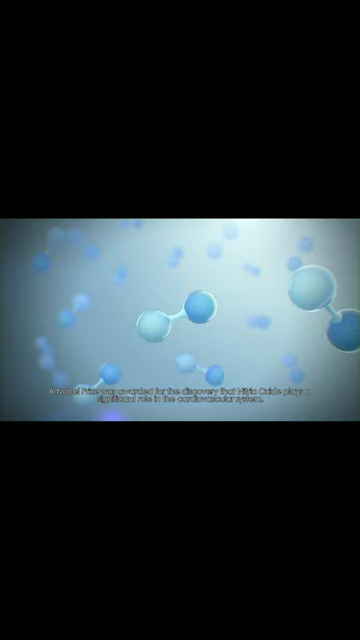 A Nobel Prize was awarded for the discovery that Nitric Oxide plays a
significant role in the cardiovascular system.